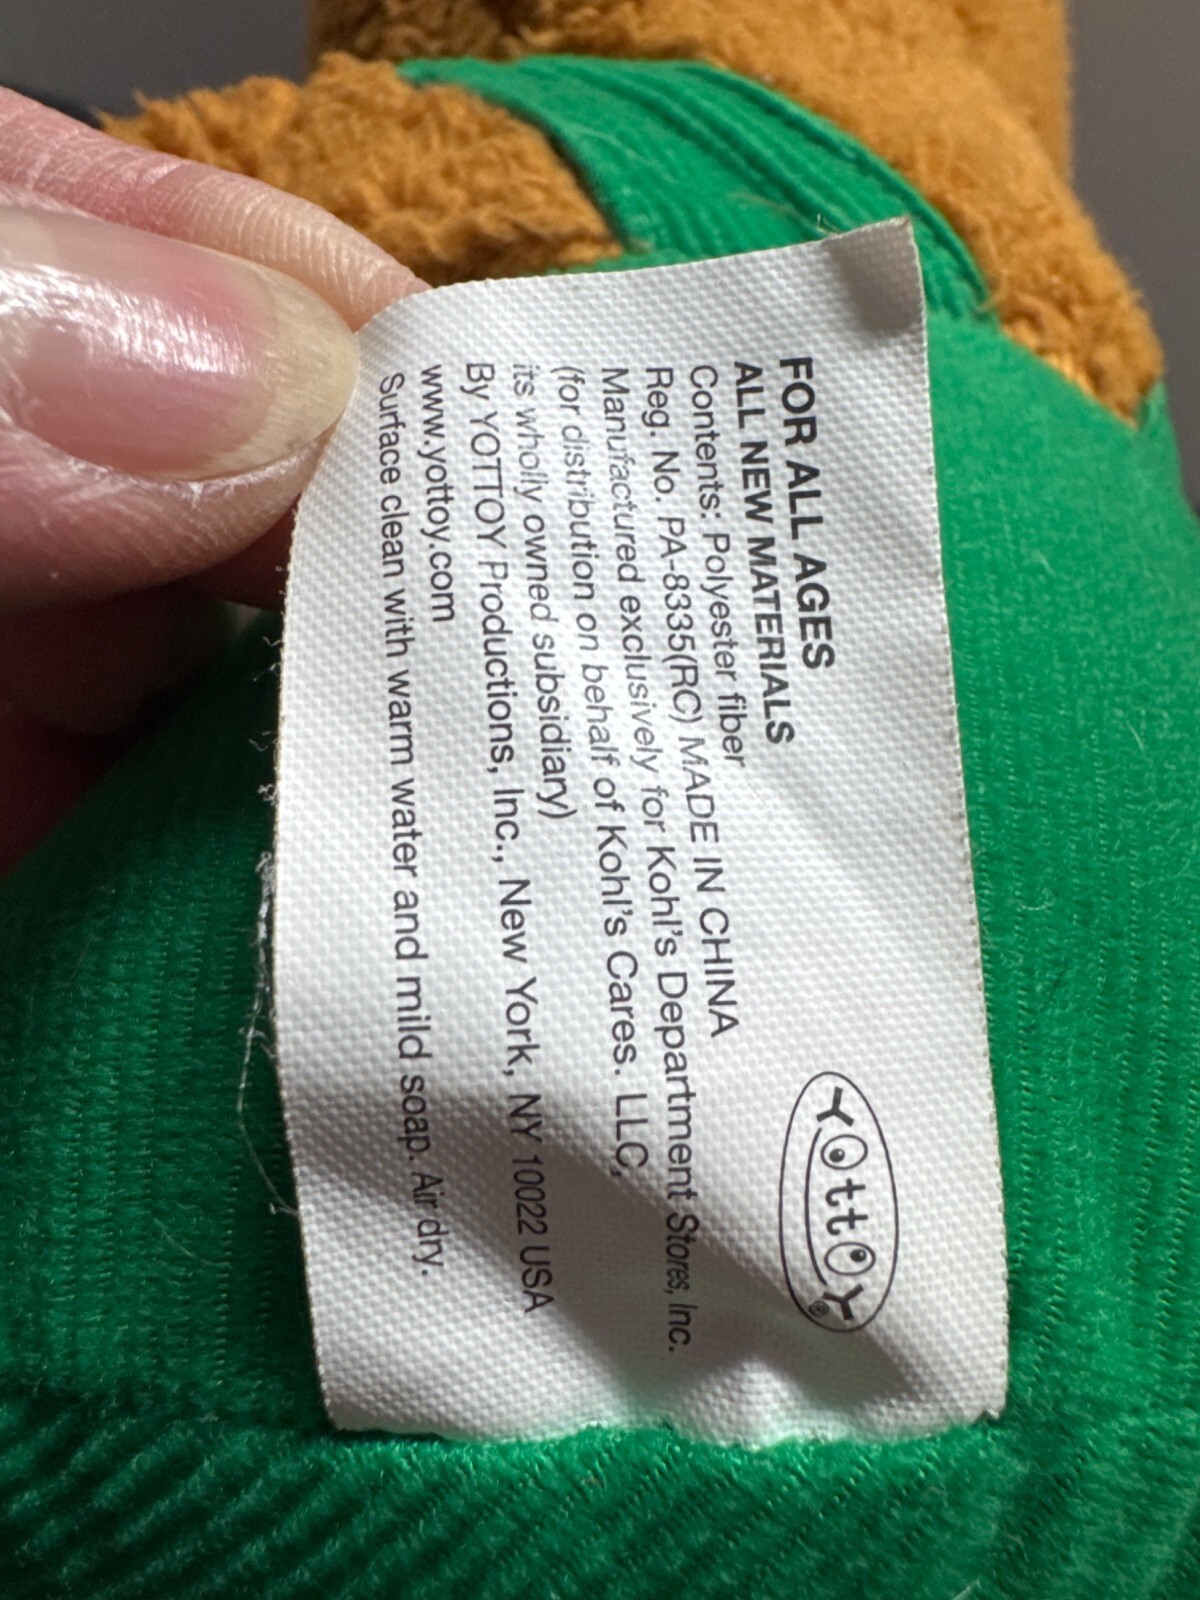 YOTTOY®
FOR ALL AGES
ALL NEW MATERIALS
Contents: Polyester fiber
Reg. No. PA-8335(RC) MADE IN CHINA
Manufactured exclusively for Kohl's Department Stores, Inc.
(for distribution on behalf of Kohl's Cares. LLC,
its wholly owned subsidiary)
By YOTTOY Productions, Inc., New York, NY 10022 USA
www.yottoy.com
Surface clean with warm water and mild soap. Air dry.